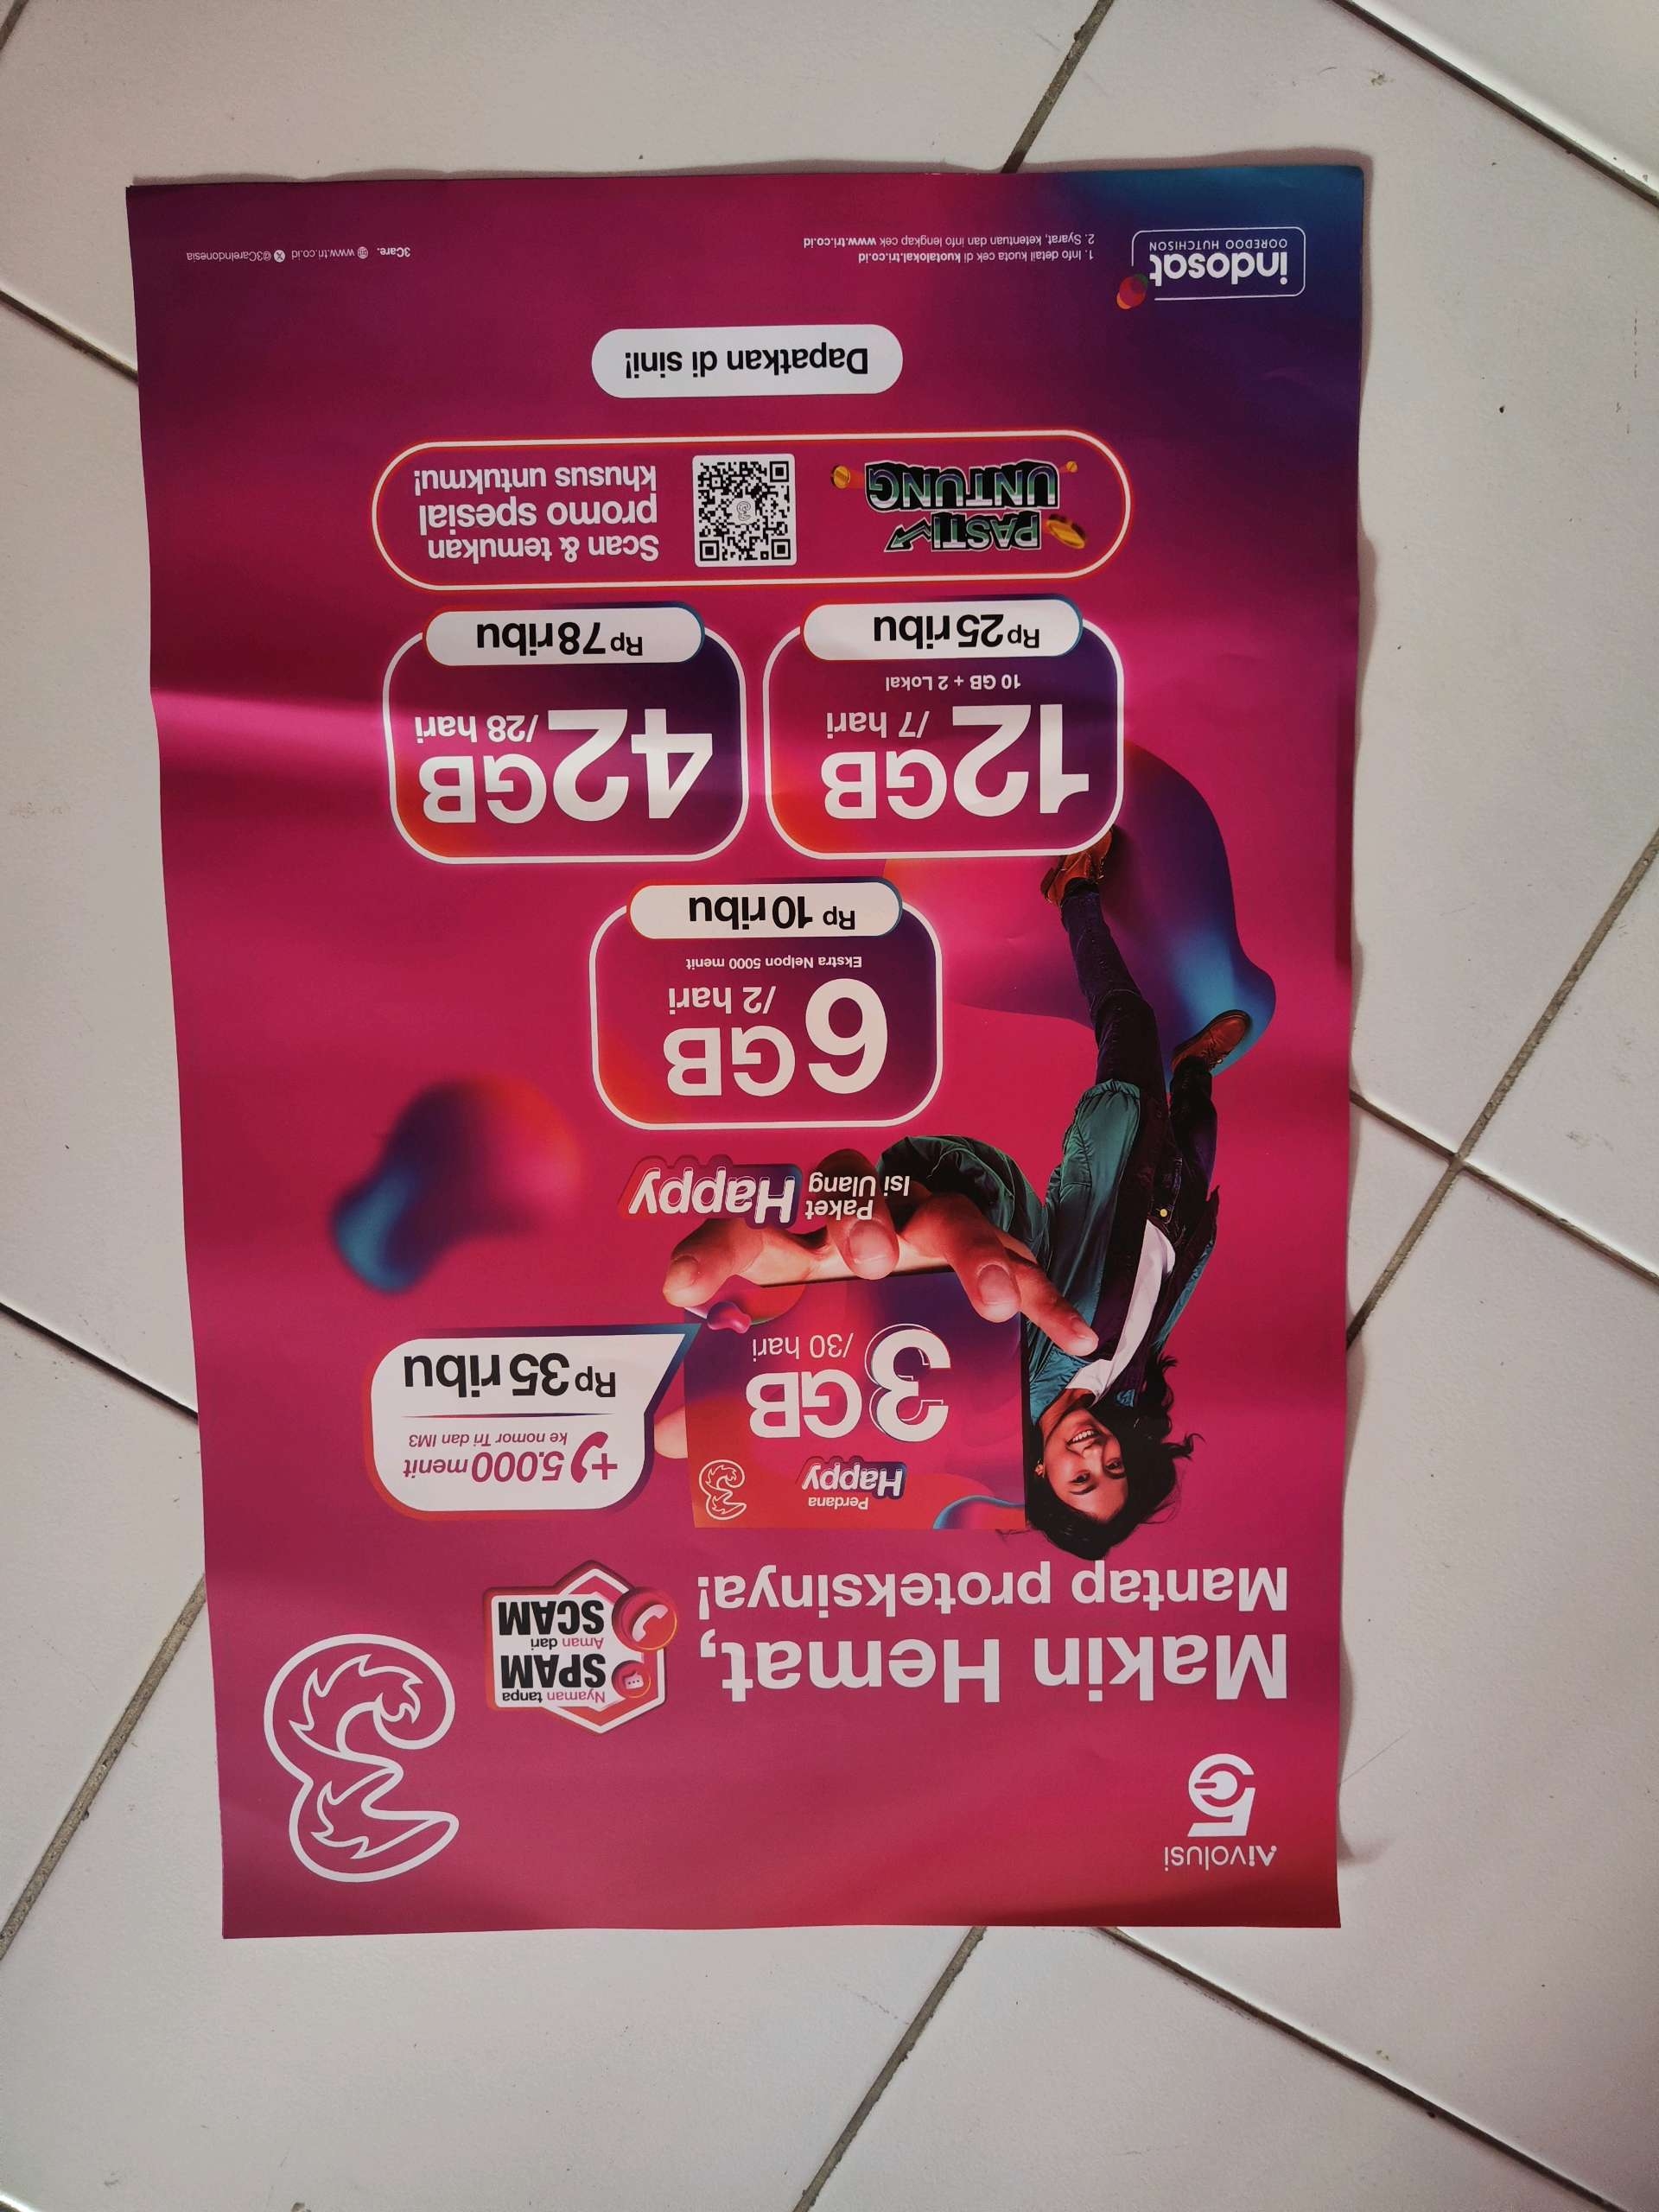 Aivolusi
5G
3
Makin Hemat,
Mantap proteksinya!
Nyaman tanpa
SPAM
Aman dari
SCAM
Perdana
Happy
3GB
/30 hari
+ 5.000 menit
ke nomor Tri dan IM3
Rp 35 ribu
Paket
Isi Ulang
Happy
6GB
/2 hari
Ekstra Nelpon 5000 menit
Rp 10 ribu
12GB
/7 hari
10 GB + 2 Lokal
Rp 25 ribu
42GB
/28 hari
Rp 78 ribu
PASTI
UNTUNG
Scan & temukan
promo spesial
khusus untukmu!
Dapatkan di sini!
indosat
OOREDOO HUTCHISON
1. Info detail kuota cek di kuotalokal.tri.co.id
2. Syarat, ketentuan dan info lengkap cek www.tri.co.id
3Care. www.tri.co.id @3CareIndonesia